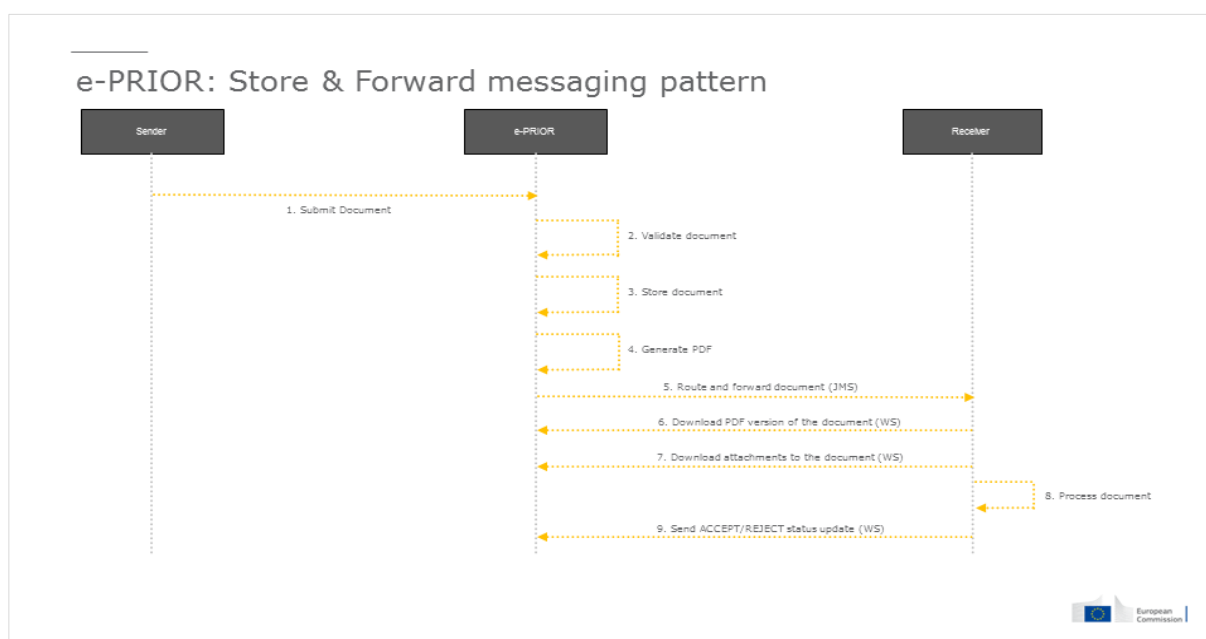 e-PRIOR: Store & Forward messaging pattern
Sender
e-PRIOR
Receiver
1. Submit Document
2. Validate document
3. Store document
4. Generate PDF
5. Route and forward document (JMS)
6. Download PDF version of the document (WS)
7. Download attachments to the document (WS)
8. Process document
9. Send ACCEPT/REJECT status update (WS)
European
Commission